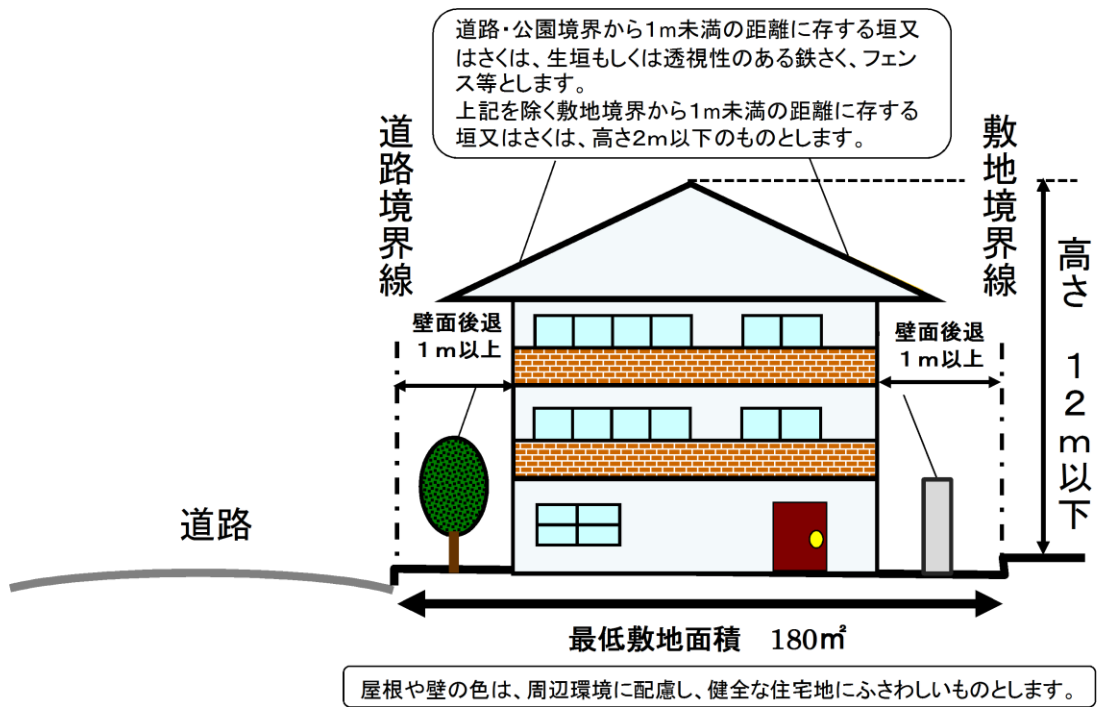 道路・公園境界から1m未満の距離に存する垣又
はさくは、生垣もしくは透視性のある鉄さく、フェン
ス等とします。
上記を除く敷地境界から1m未満の距離に存する
垣又はさくは、高さ2m以下のものとします。
道路境界線
敷地境界線
高さ 12m以下
壁面後退
1m以上
壁面後退
1m以上
道路
最低敷地面積 180㎡
屋根や壁の色は、周辺環境に配慮し、健全な住宅地にふさわしいものとします。